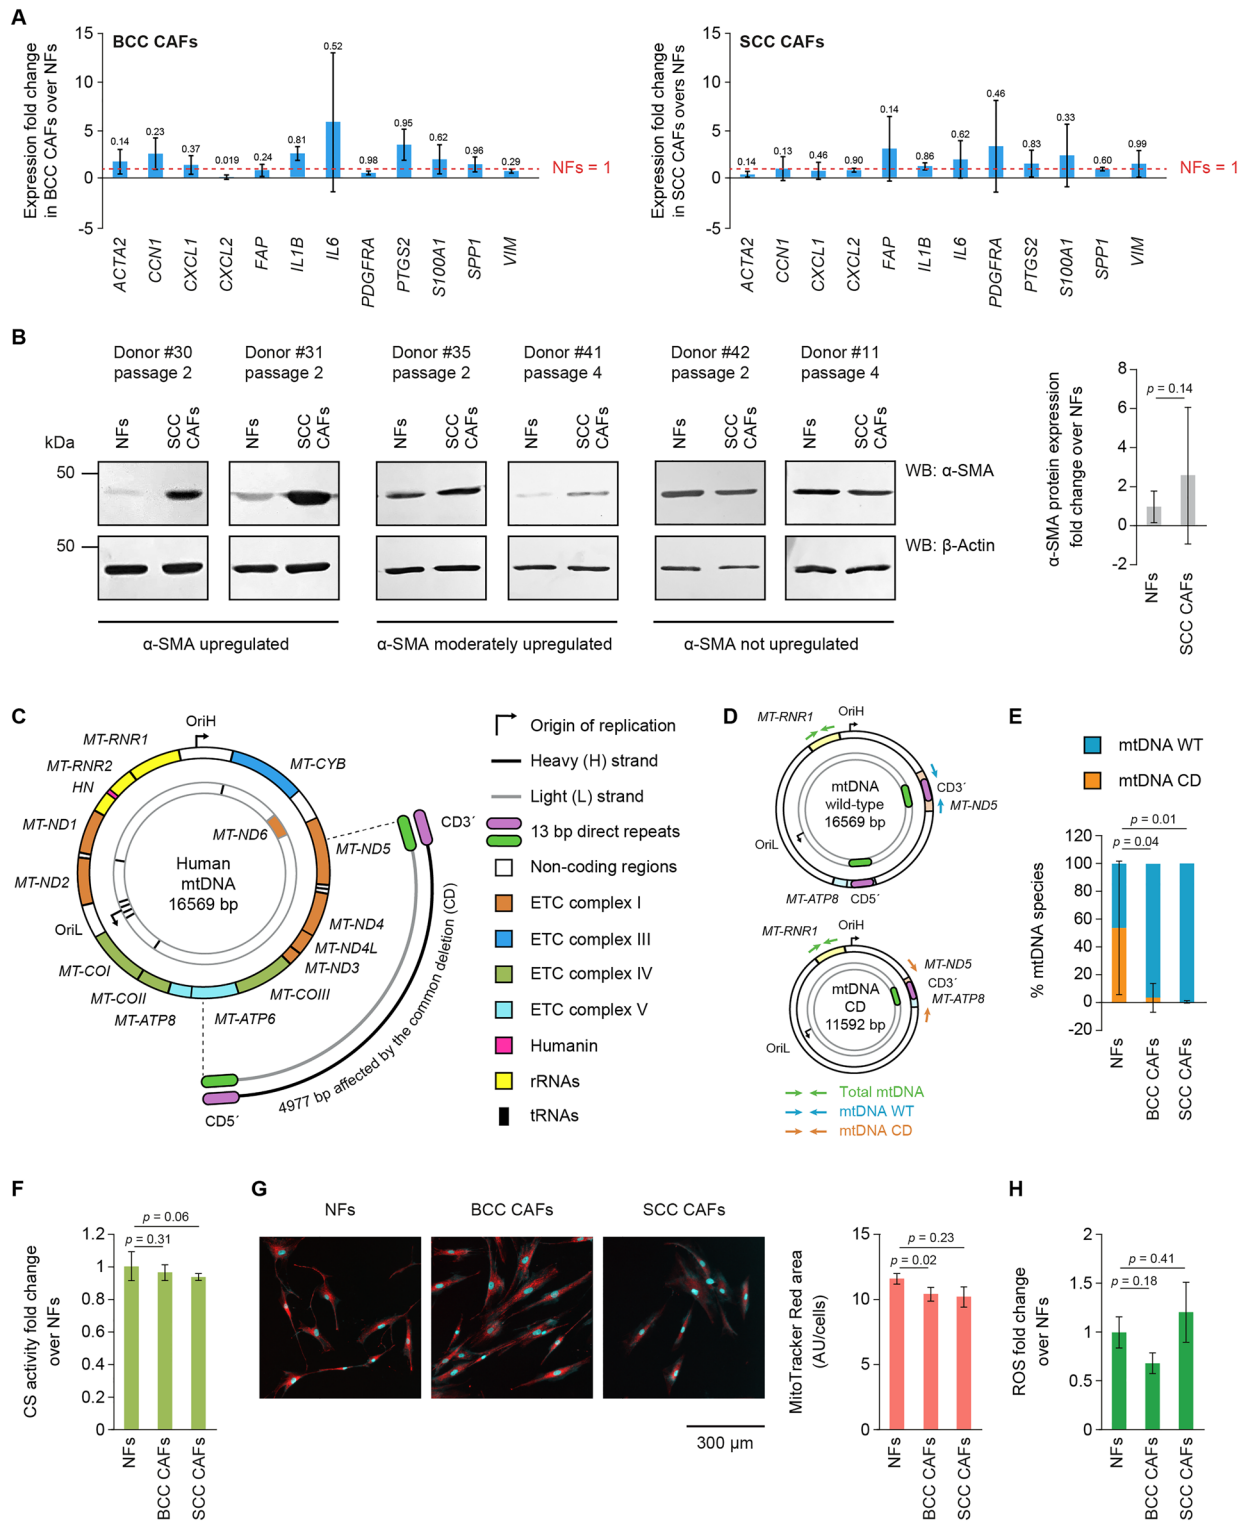 A
BCC CAFs
Expression fold change
in BCC CAFs over NFs
15
10
5
0
-5
0.14
0.23
0.37
0.019
0.24
0.81
0.52
0.98
0.95
0.62
0.96
0.29
NFs = 1
ACTA2
CCN1
CXCL1
CXCL2
FAP
IL1B
IL6
PDGFRA
PTGS2
S100A1
SPP1
VIM
SCC CAFs
Expression fold change
in SCC CAFs overs NFs
15
10
5
0
-5
0.14
0.13
0.46
0.90
0.14
0.86
0.62
0.46
0.83
0.33
0.60
0.99
NFs = 1
ACTA2
CCN1
CXCL1
CXCL2
FAP
IL1B
IL6
PDGFRA
PTGS2
S100A1
SPP1
VIM
B
Donor #30
passage 2
Donor #31
passage 2
Donor #35
passage 2
Donor #41
passage 4
Donor #42
passage 2
Donor #11
passage 4
kDa
NFs
SCC
CAFs
NFs
SCC
CAFs
NFs
SCC
CAFs
NFs
SCC
CAFs
NFs
SCC
CAFs
NFs
SCC
CAFs
50
WB: α-SMA
50
WB: β-Actin
α-SMA upregulated
α-SMA moderately upregulated
α-SMA not upregulated
α-SMA protein expression
fold change over NFs
8
6
4
2
0
-2
p = 0.14
NFs
SCC CAFs
C
OriH
MT-RNR1
MT-RNR2
HN
MT-ND1
MT-ND2
OriL
MT-COI
MT-COII
MT-ATP8
MT-ATP6
MT-COIII
MT-ND3
MT-ND4L
MT-ND4
MT-ND5
MT-CYB
MT-ND6
Human
mtDNA
16569 bp
CD3´
CD5´
4977 bp affected by the common deletion (CD)
Origin of replication
Heavy (H) strand
Light (L) strand
13 bp direct repeats
Non-coding regions
ETC complex I
ETC complex III
ETC complex IV
ETC complex V
Humanin
rRNAs
tRNAs
D
MT-RNR1
OriH
mtDNA
wild-type
16569 bp
CD3´
MT-ND5
OriL
MT-ATP8
CD5´
MT-RNR1
OriH
mtDNA
CD
11592 bp
MT-ND5
CD3´
MT-ATP8
OriL
Total mtDNA
mtDNA WT
mtDNA CD
E
mtDNA WT
mtDNA CD
% mtDNA species
120
100
80
60
40
20
0
-20
p = 0.01
p = 0.04
NFs
BCC CAFs
SCC CAFs
F
CS activity fold change
over NFs
1.2
1
0.8
0.6
0.4
0.2
0
p = 0.06
p = 0.31
NFs
BCC CAFs
SCC CAFs
G
NFs
BCC CAFs
SCC CAFs
300 µm
MitoTracker Red area
(AU/cells)
15
10
5
0
p = 0.23
p = 0.02
NFs
BCC CAFs
SCC CAFs
H
ROS fold change
over NFs
2
1.5
1
0.5
0
p = 0.41
p = 0.18
NFs
BCC CAFs
SCC CAFs